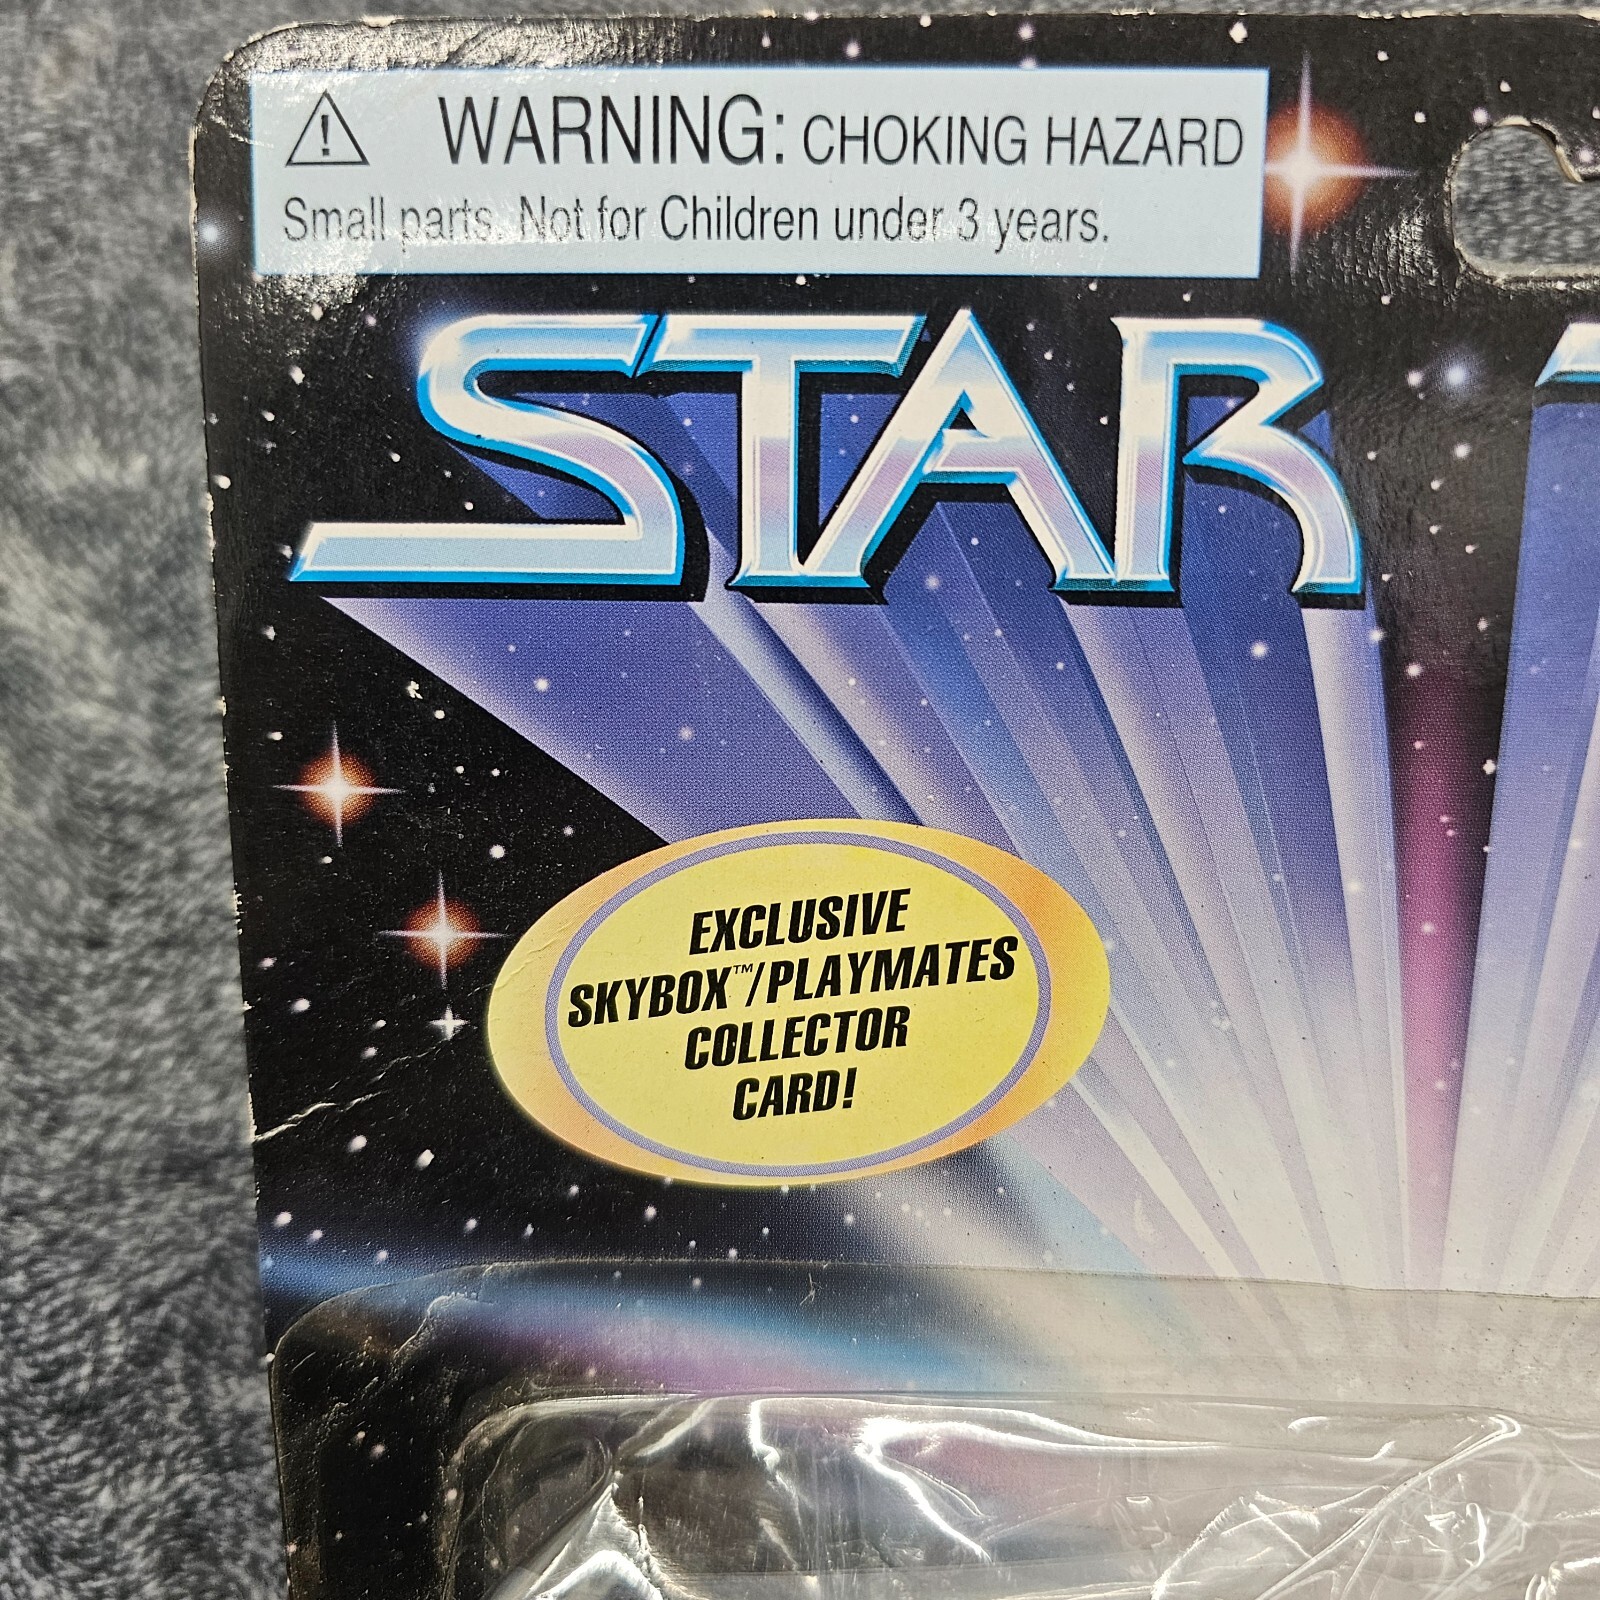 WARNING: CHOKING HAZARD
Small parts. Not for Children under 3 years.
STAR
EXCLUSIVE
SKYBOX™/PLAYMATES
COLLECTOR
CARD!